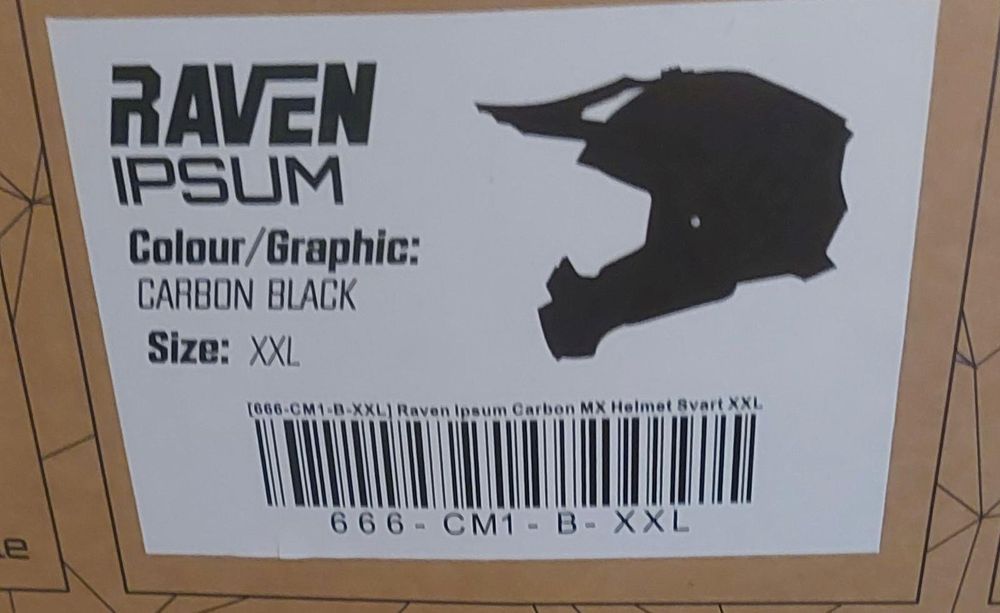 RAVEN
IPSUM
Colour/Graphic:
CARBON BLACK
Size: XXL
[666-CM1-B-XXL] Raven Ipsum Carbon MX Helmet Svart XXL
666-CM1-B-XXL